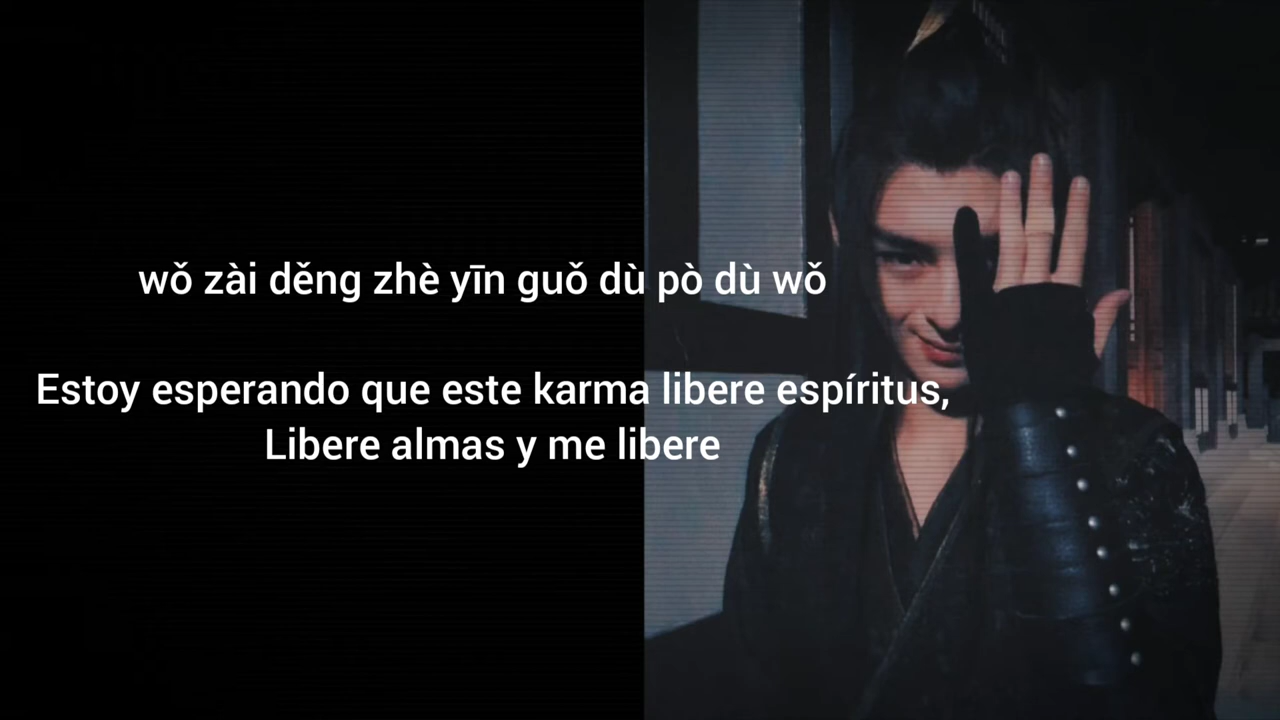 wǒ zài děng zhè yīn guǒ dù pò dù wǒ
Estoy esperando que este karma libere espíritus,
Libere almas y me libere